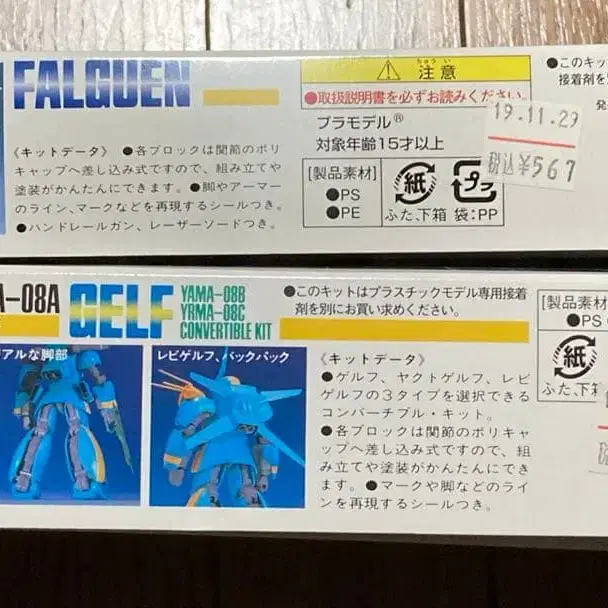 FALGUEN
《キットデータ》 ●各ブロックは関節のポリ
キャップへ差し込み式ですので、組み立てや
塗装がかんたんにできます。●脚やアーマー
のライン、マークなどを再現するシールつき。
●ハンドレールガン、レーザーソードつき。
ちゅうい
注意
●取扱説明書を必ずお読みください
プラモデル®
対象年齢15才以上
[製品素材]
●PS
●PE
紙
ふた、下箱
プラ
袋:PP
19.11.29
税込¥567
●このキッ
接着剤を
発
A-08A
GELF
YAMA-08B
YRMA-08C
CONVERTIBLE KIT
●このキットはプラスチックモデル専用接着
剤を別にお買い求めください。
アルな脚部
レビゲルフ、バックパック
《キットデータ》
●ゲルフ、ヤクトゲルフ、レビ
ゲルフの3タイプを選択できる
コンバーチブル・キット。
●各ブロックは関節のポリキャ
ップへ差し込み式ですので、組
み立てや塗装がかんたんにでき
ます。●マークや脚などのライ
ンを再現するシールつき。
[製品素材]
●PS
紙
ふた、下